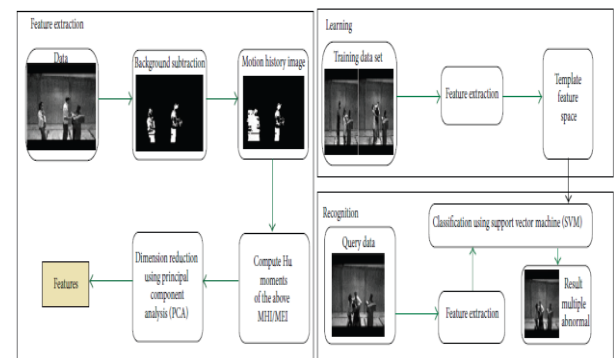 Feature extraction
Data
Background subtraction
Motion history image
Features
Dimension reduction
using principal
component
analysis (PCA)
Compute Hu
moments
of the above
MHI/MEI
Learning
Training data set
Feature extraction
Template
feature
space
Recognition
Query data
Feature extraction
Classification using support vector machine (SVM)
Result
multiple
abnormal